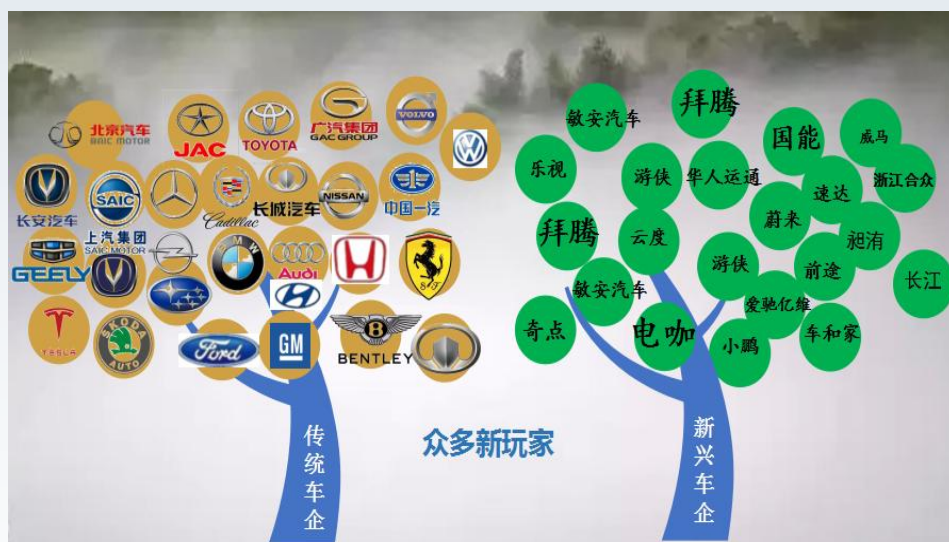 北京汽车
BAIC MOTOR
JAC
TOYOTA
广汽集团
GAC GROUP
VOLVO
长安汽车
SAIC
Cadillac
长城汽车
NISSAN
中国一汽
上汽集团
SAIC MOTOR
GEELY
BMW
Audi
S F
TESLA
SKODA
AUTO
Ford
GM
B
BENTLEY
传统车企
众多新玩家
敏安汽车
拜腾
国能
威马
乐视
游侠
华人运通
速达
浙江合众
拜腾
云度
蔚来
昶洧
游侠
前途
长江
敏安汽车
爱驰亿维
奇点
电咖
小鹏
车和家
新兴车企